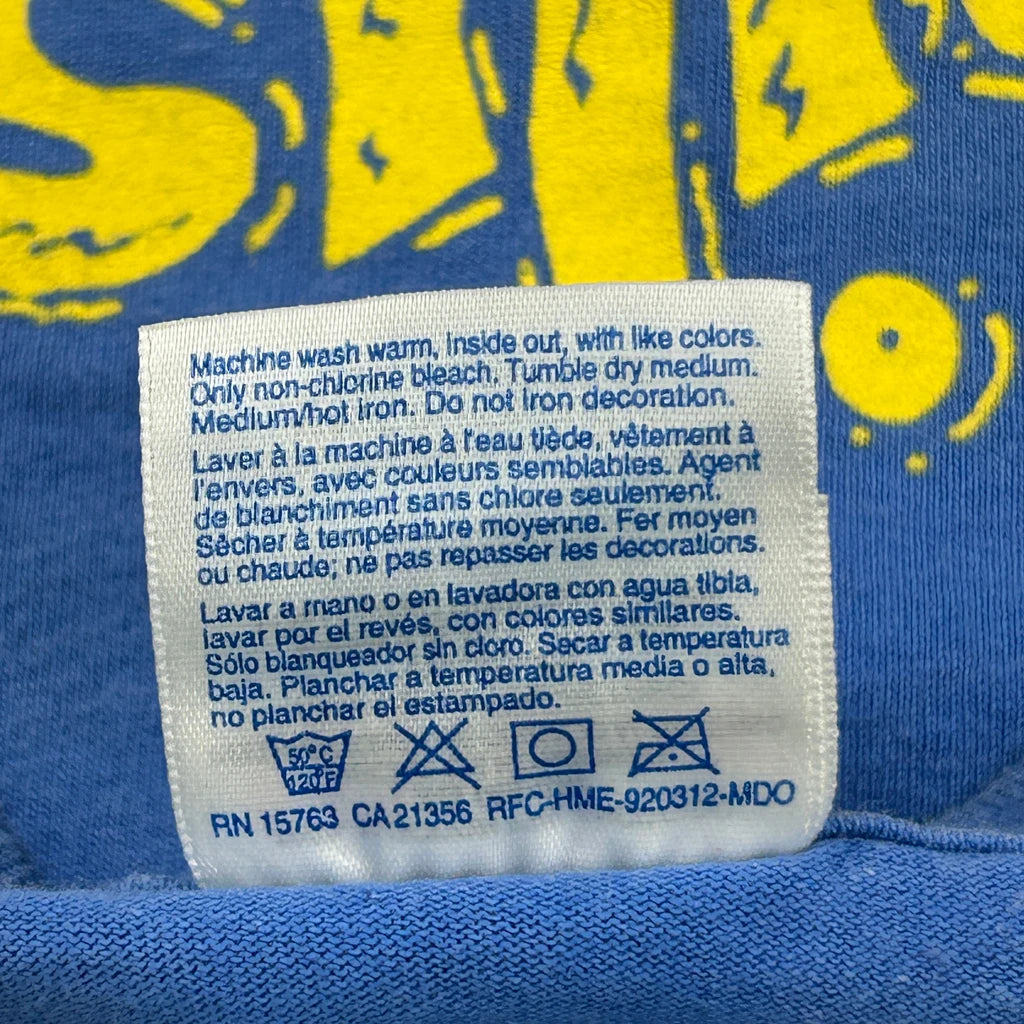 Machine wash warm, inside out, with like colors.
Only non-chlorine bleach. Tumble dry medium.
Medium/hot iron. Do not iron decoration.
Laver à la machine à l'eau tiède, vêtement à
l'envers, avec couleurs semblables. Agent
de blanchiment sans chlore seulement.
Sécher à température moyenne. Fer moyen
ou chaude; ne pas repasser les decorations.
Lavar a mano o en lavadora con agua tibia,
lavar por el revés, con colores similares.
Sólo blanqueador sin cloro. Secar a temperatura
baja. Planchar a temperatura media o alta,
no planchar el estampado.
50°C
120°F
RN 15763 CA21356 RFC-HME-920312-MDO